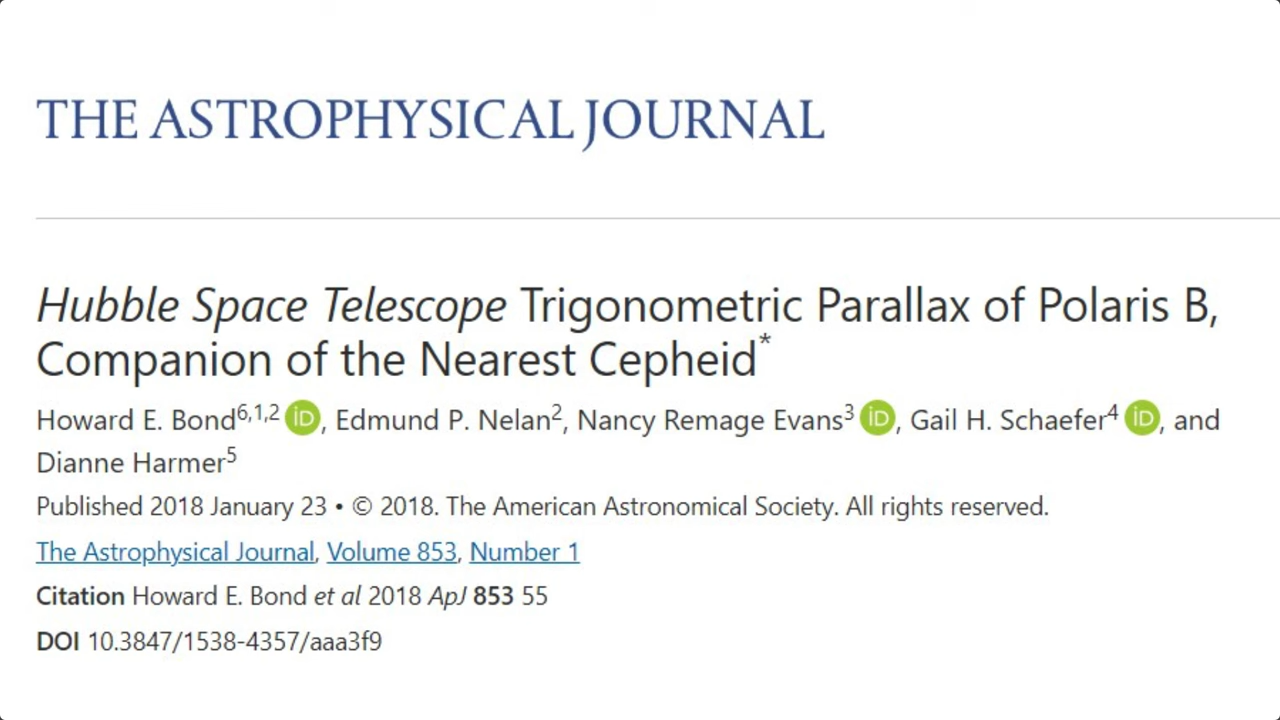 THE ASTROPHYSICAL JOURNAL
Hubble Space Telescope Trigonometric Parallax of Polaris B,
Companion of the Nearest Cepheid*
Howard E. Bond6,1,2 iD, Edmund P. Nelan2, Nancy Remage Evans3 iD, Gail H. Schaefer4 iD, and
Dianne Harmer5
Published 2018 January 23 • © 2018. The American Astronomical Society. All rights reserved.
The Astrophysical Journal, Volume 853, Number 1
Citation Howard E. Bond et al 2018 ApJ 853 55
DOI 10.3847/1538-4357/aaa3f9